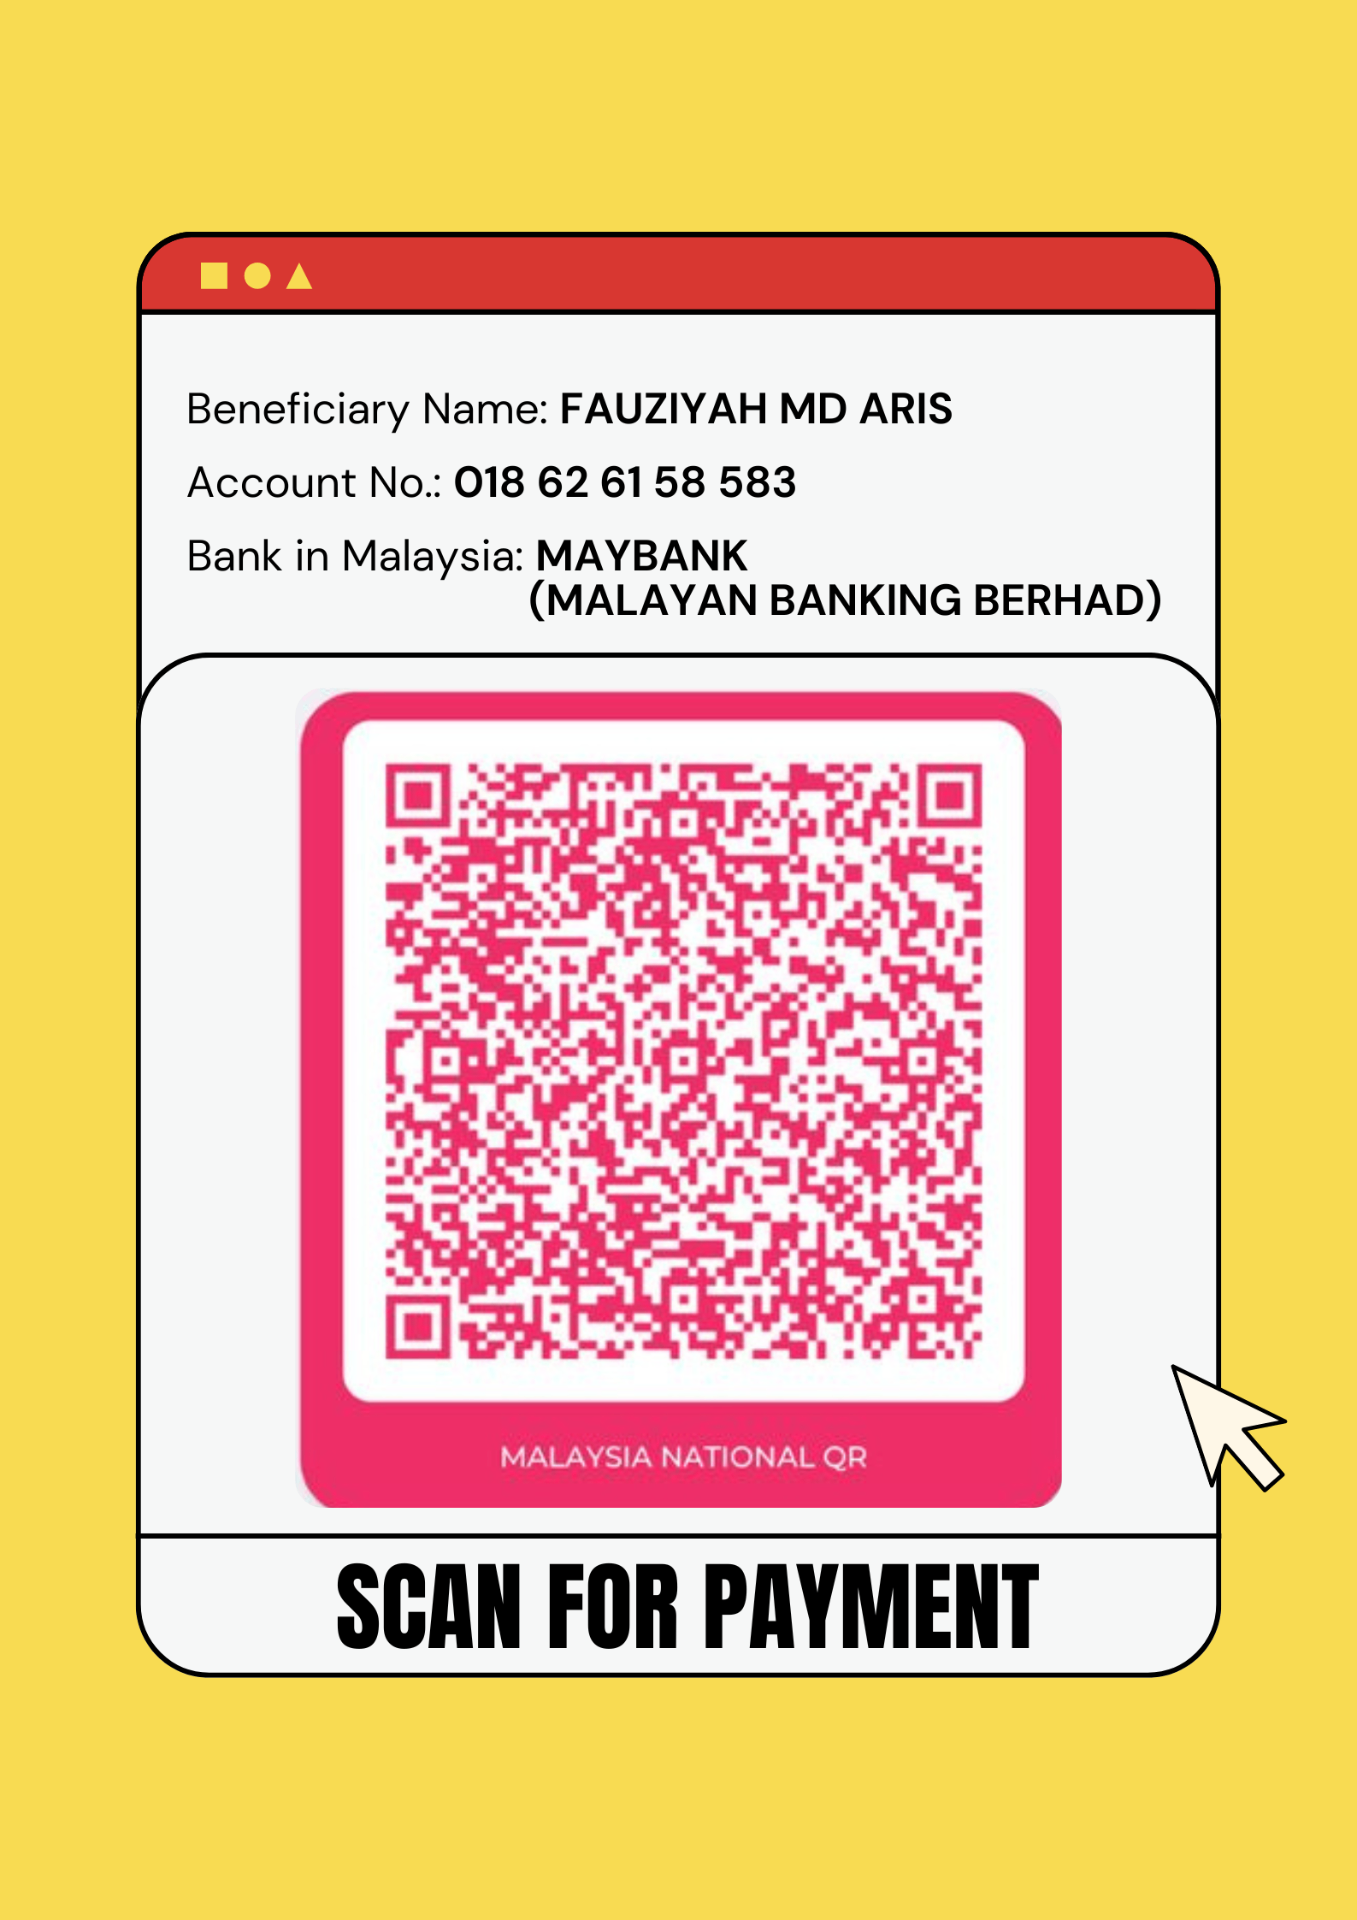 Beneficiary Name: FAUZIYAH MD ARIS
Account No.: 018 62 61 58 583
Bank in Malaysia: MAYBANK
(MALAYAN BANKING BERHAD)
MALAYSIA NATIONAL QR
SCAN FOR PAYMENT